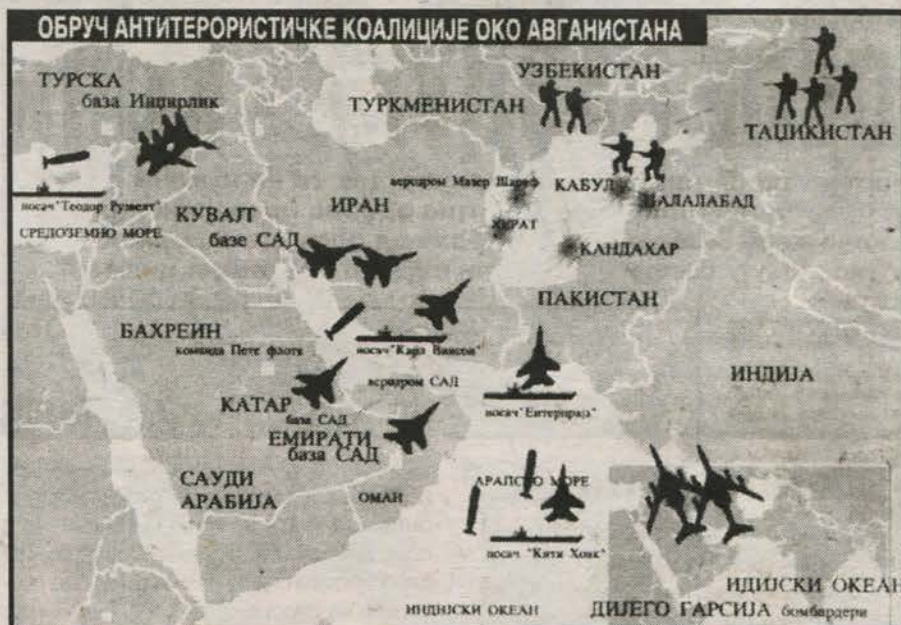 ОБРУЧ АНТИТЕРОРИСТИЧКЕ КОАЛИЦИЈЕ ОКО АВГАНИСТАНА
УЗБЕКИСТАН
ТУРСКА
база Инџирлик
ТУРКМЕНИСТАН
ТАЏИКИСТАН
аеродром Мазер Шариф
КАБУЛ
ЏАЛАЛАБАД
носач "Теодор Рузвелт"
КУВАЈТ
ИРАН
ХЕРАТ
СРЕДОЗЕМНО МОРЕ
базе САД
КАНДАХАР
ПАКИСТАН
БАХРЕИН
команда Пете флоте
носач "Карл Винсон"
аеродром САД
ИНДИЈА
КАТАР
база САД
носач "Ентерпрајз"
ЕМИРАТИ
база САД
САУДИ
АРАБИЈА
ОМАН
АРАПСКО МОРЕ
носач "Кити Хоук"
ИДИЈСКИ ОКЕАН
ИНДИЈСКИ ОКЕАН
ДИЈЕГО ГАРСИЈА бомбардери